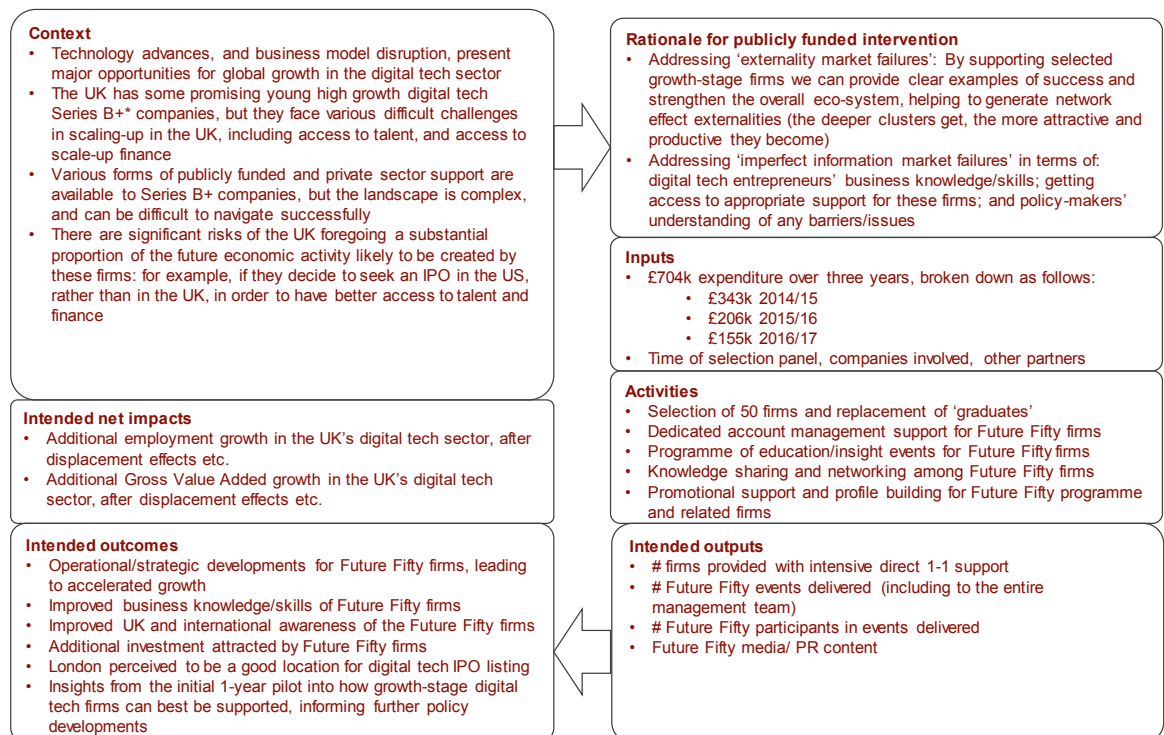 Context
• Technology advances, and business model disruption, present
major opportunities for global growth in the digital tech sector
• The UK has some promising young high growth digital tech
Series B+* companies, but they face various difficult challenges
in scaling-up in the UK, including access to talent, and access to
scale-up finance
• Various forms of publicly funded and private sector support are
available to Series B+ companies, but the landscape is complex,
and can be difficult to navigate successfully
• There are significant risks of the UK foregoing a substantial
proportion of the future economic activity likely to be created by
these firms: for example, if they decide to seek an IPO in the US,
rather than in the UK, in order to have better access to talent and
finance
Rationale for publicly funded intervention
• Addressing ‘externality market failures’: By supporting selected
growth-stage firms we can provide clear examples of success and
strengthen the overall eco-system, helping to generate network
effect externalities (the deeper clusters get, the more attractive and
productive they become)
• Addressing ‘imperfect information market failures’ in terms of:
digital tech entrepreneurs’ business knowledge/skills; getting
access to appropriate support for these firms; and policy-makers’
understanding of any barriers/issues
Inputs
• £704k expenditure over three years, broken down as follows:
• £343k 2014/15
• £206k 2015/16
• £155k 2016/17
• Time of selection panel, companies involved, other partners
Activities
• Selection of 50 firms and replacement of ‘graduates’
• Dedicated account management support for Future Fifty firms
• Programme of education/insight events for Future Fifty firms
• Knowledge sharing and networking among Future Fifty firms
• Promotional support and profile building for Future Fifty programme
and related firms
Intended outputs
• # firms provided with intensive direct 1-1 support
• # Future Fifty events delivered (including to the entire
management team)
• # Future Fifty participants in events delivered
• Future Fifty media/ PR content
Intended outcomes
• Operational/strategic developments for Future Fifty firms, leading
to accelerated growth
• Improved business knowledge/skills of Future Fifty firms
• Improved UK and international awareness of the Future Fifty firms
• Additional investment attracted by Future Fifty firms
• London perceived to be a good location for digital tech IPO listing
• Insights from the initial 1-year pilot into how growth-stage digital
tech firms can best be supported, informing further policy
developments
Intended net impacts
• Additional employment growth in the UK’s digital tech sector, after
displacement effects etc.
• Additional Gross Value Added growth in the UK’s digital tech
sector, after displacement effects etc.